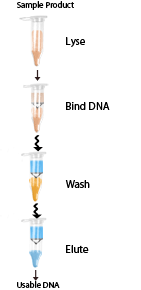 Sample Product
Lyse
Bind DNA
Wash
Elute
Usable DNA